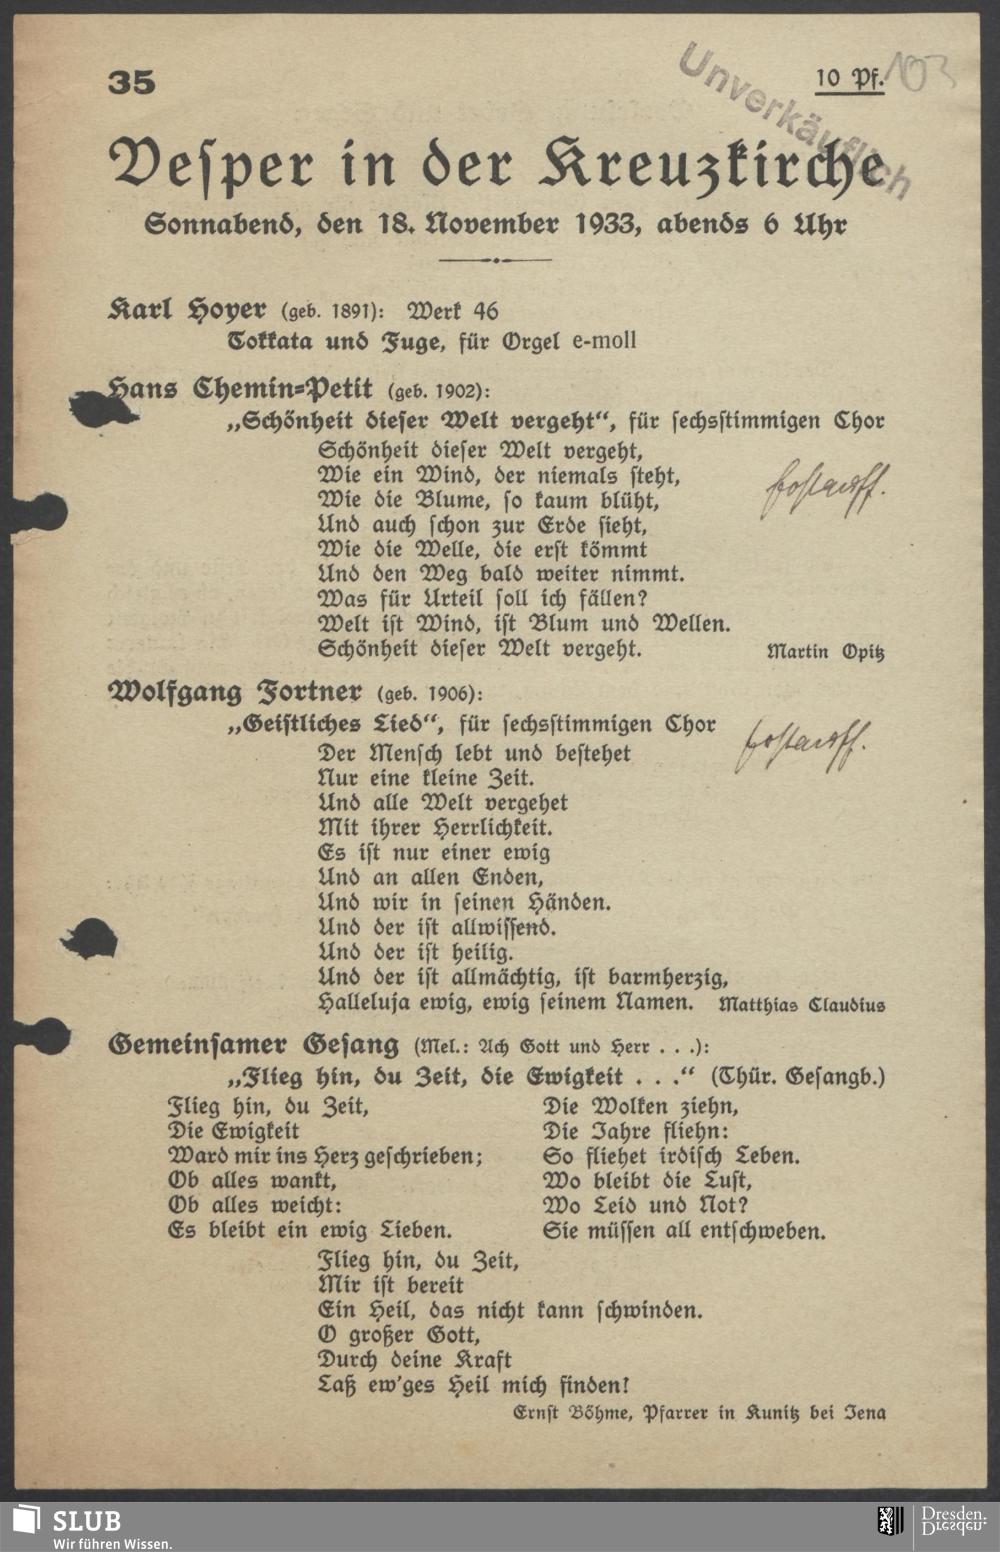 35
10 Pf.
103
Unverkäuflich
Vesper in der Kreuzkirche
Sonnabend, den 18. November 1933, abends 6 Uhr
Karl Hoyer (geb. 1891): Werk 46
Tokkata und Fuge, für Orgel e-moll
Hans Chemin=Petit (geb. 1902):
„Schönheit dieser Welt vergeht“, für sechsstimmigen Chor
Schönheit dieser Welt vergeht,
Wie ein Wind, der niemals steht,
Wie die Blume, so kaum blüht,
Und auch schon zur Erde sieht,
Wie die Welle, die erst kömmt
Und den Weg bald weiter nimmt.
Was für Urteil soll ich fällen?
Welt ist Wind, ist Blum und Wellen.
Schönheit dieser Welt vergeht. Martin Opitz
Wolfgang Fortner (geb. 1906):
„Geistliches Lied“, für sechsstimmigen Chor
Der Mensch lebt und bestehet
Nur eine kleine Zeit.
Und alle Welt vergehet
Mit ihrer Herrlichkeit.
Es ist nur einer ewig
Und an allen Enden,
Und wir in seinen Händen.
Und der ist allwissend.
Und der ist heilig.
Und der ist allmächtig, ist barmherzig,
Halleluja ewig, ewig seinem Namen. Matthias Claudius
Gemeinsamer Gesang (Mel.: Ach Gott und Herr . . .):
„Flieg hin, du Zeit, die Ewigkeit . . .“ (Thür. Gesangb.)
Flieg hin, du Zeit,
Die Ewigkeit
Ward mir ins Herz geschrieben;
Ob alles wankt,
Ob alles weicht:
Es bleibt ein ewig Lieben.
Die Wolken ziehn,
Die Jahre fliehn:
So fliehet irdisch Leben.
Wo bleibt die Lust,
Wo Leid und Not?
Sie müssen all entschweben.
Flieg hin, du Zeit,
Mir ist bereit
Ein Heil, das nicht kann schwinden.
O großer Gott,
Durch deine Kraft
Laß ew'ges Heil mich finden!
Ernst Böhme, Pfarrer in Kunitz bei Jena
SLUB
Wir führen Wissen.
Dresden.
Dresden.